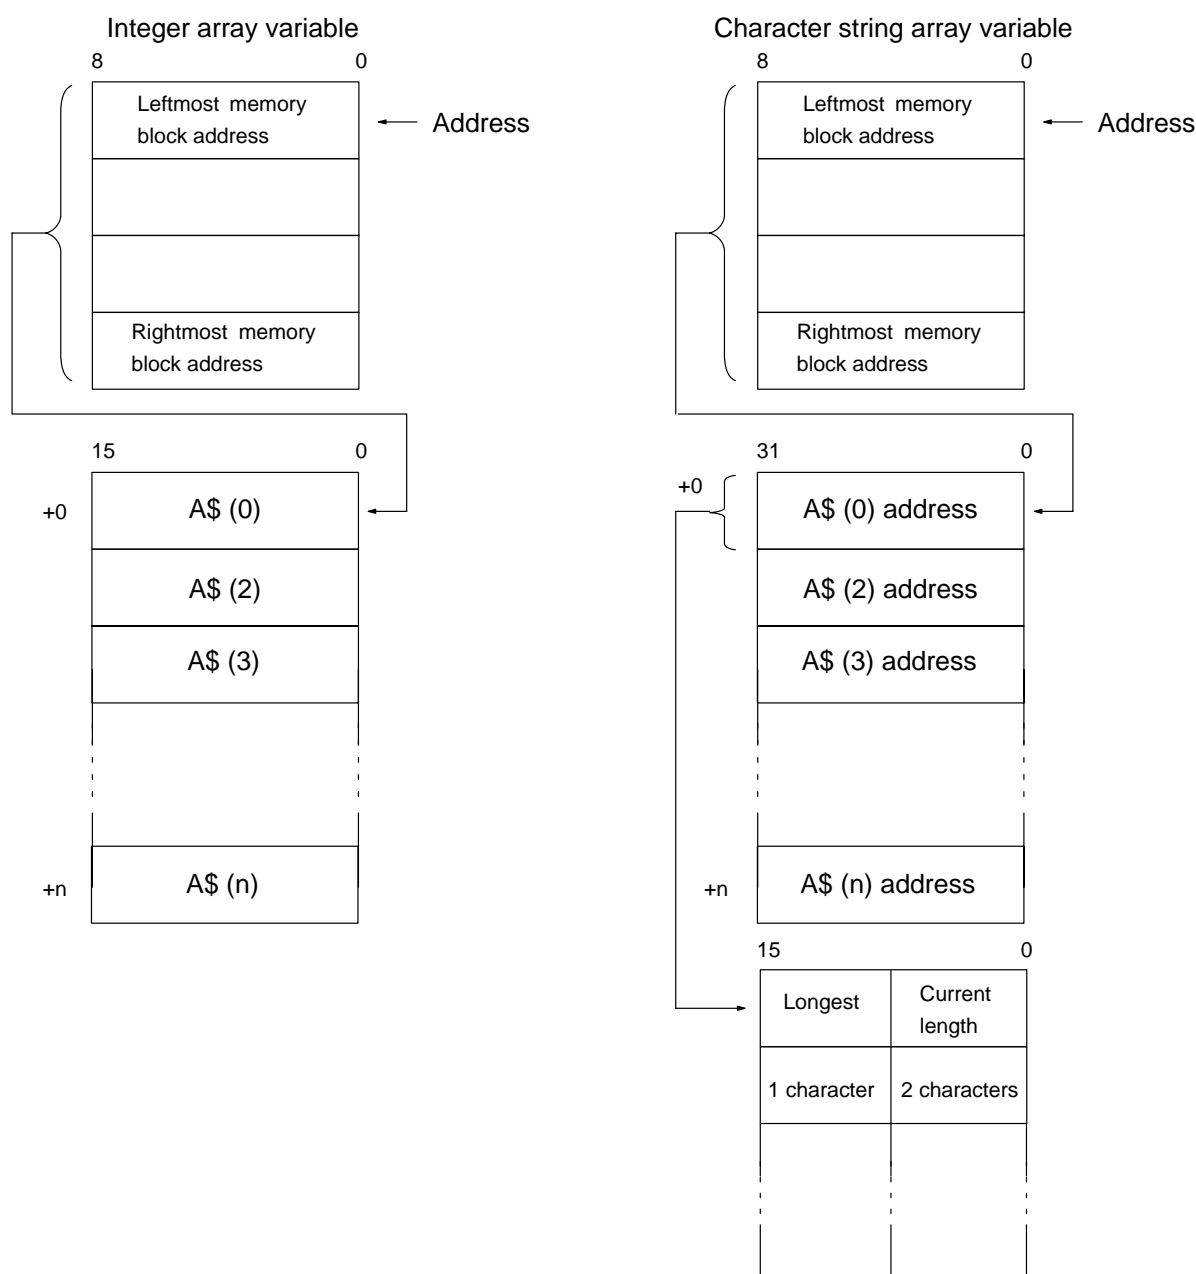 Integer array variable
8 0
Leftmost memory
block address
Address
Rightmost memory
block address
15 0
+0
A$ (0)
A$ (2)
A$ (3)
+n
A$ (n)
Character string array variable
8 0
Leftmost memory
block address
Address
Rightmost memory
block address
31 0
+0
A$ (0) address
A$ (2) address
A$ (3) address
+n
A$ (n) address
15 0
Longest
Current
length
1 character
2 characters